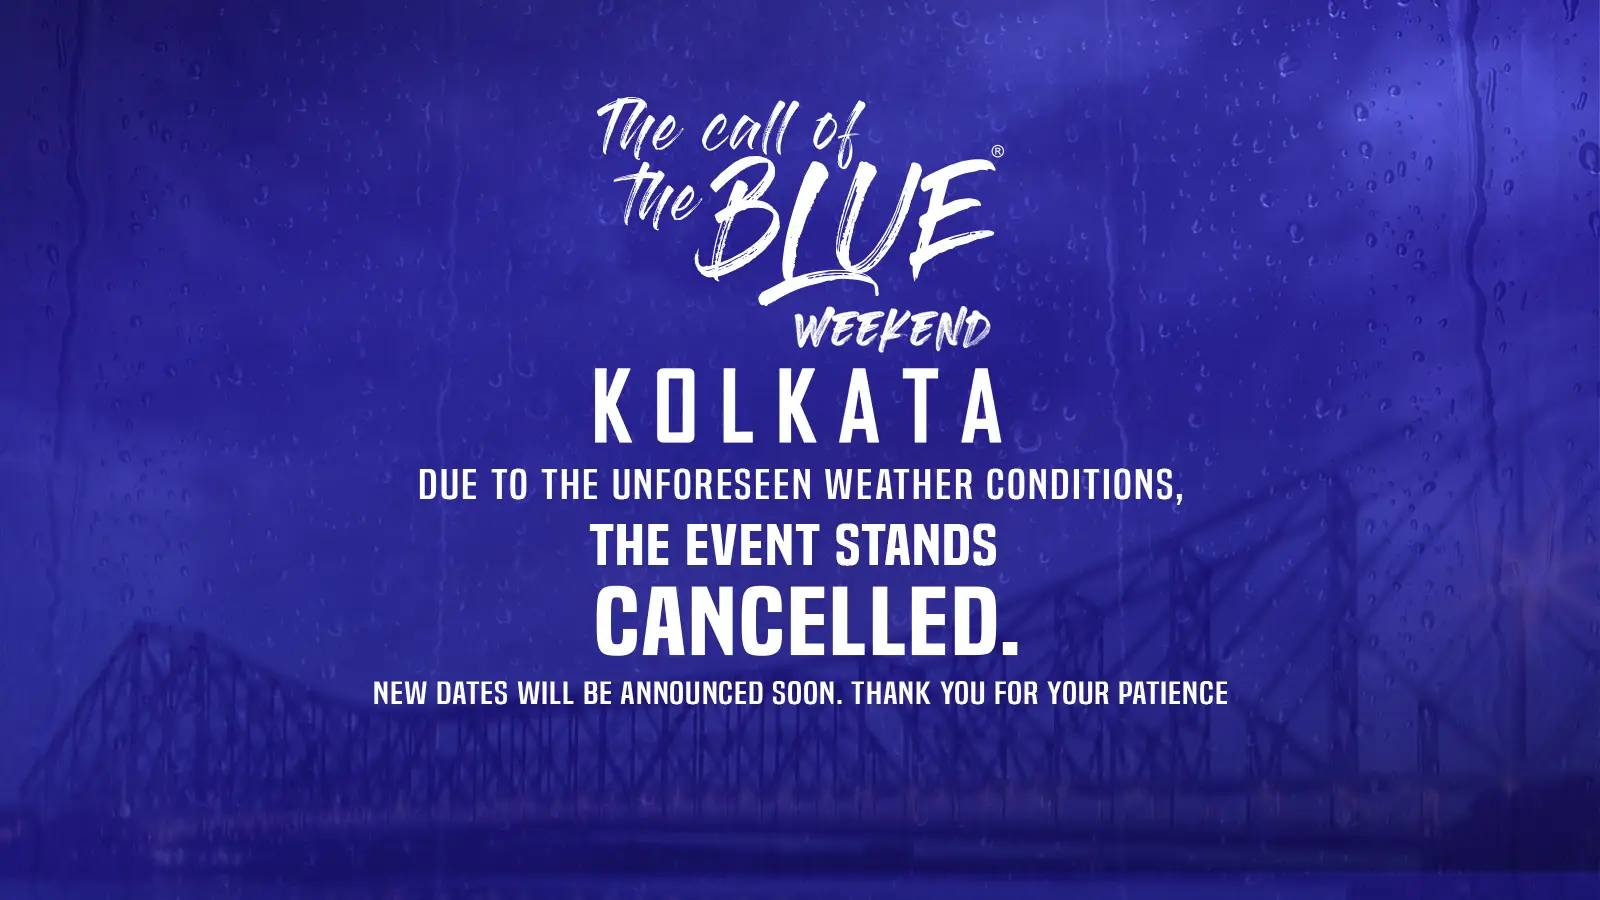 The call of
the BLUE®
WEEKEND
KOLKATA
DUE TO THE UNFORESEEN WEATHER CONDITIONS,
THE EVENT STANDS
CANCELLED.
NEW DATES WILL BE ANNOUNCED SOON. THANK YOU FOR YOUR PATIENCE